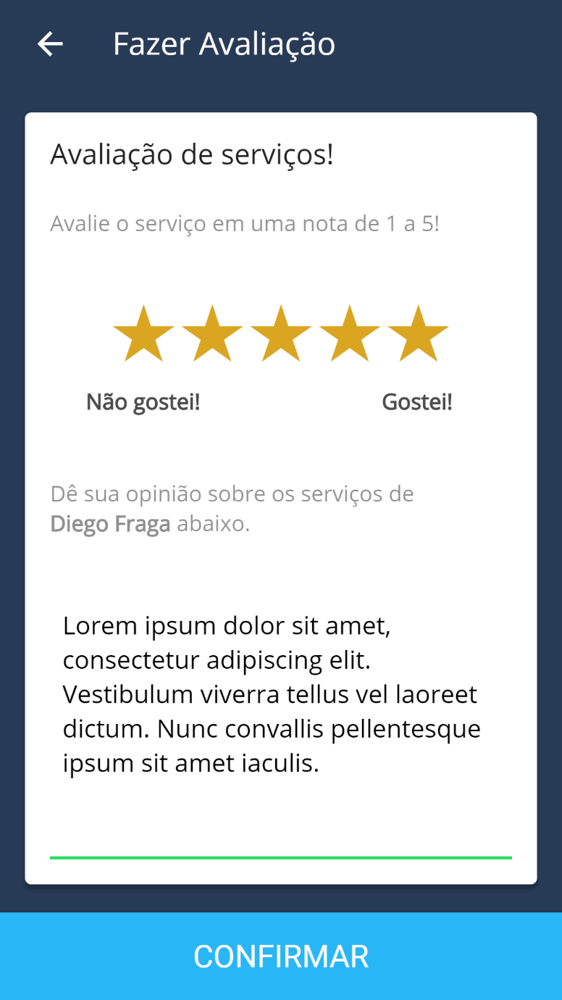 Fazer Avaliação
Avaliação de serviços!
Avalie o serviço em uma nota de 1 a 5!
Não gostei! Gostei!
Dê sua opinião sobre os serviços de
Diego Fraga abaixo.
Lorem ipsum dolor sit amet,
consectetur adipiscing elit.
Vestibulum viverra tellus vel laoreet
dictum. Nunc convallis pellentesque
ipsum sit amet iaculis.
CONFIRMAR